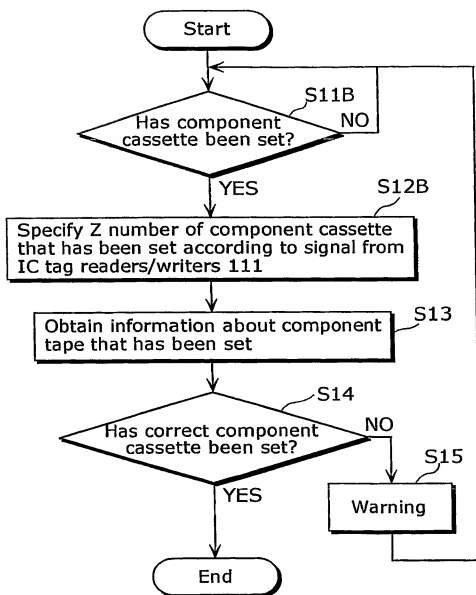 Start
S11B
Has component
cassette been set?
NO
YES
S12B
Specify Z number of component cassette
that has been set according to signal from
IC tag readers/writers 111
S13
Obtain information about component
tape that has been set
S14
Has correct component
cassette been set?
NO
YES
S15
Warning
End